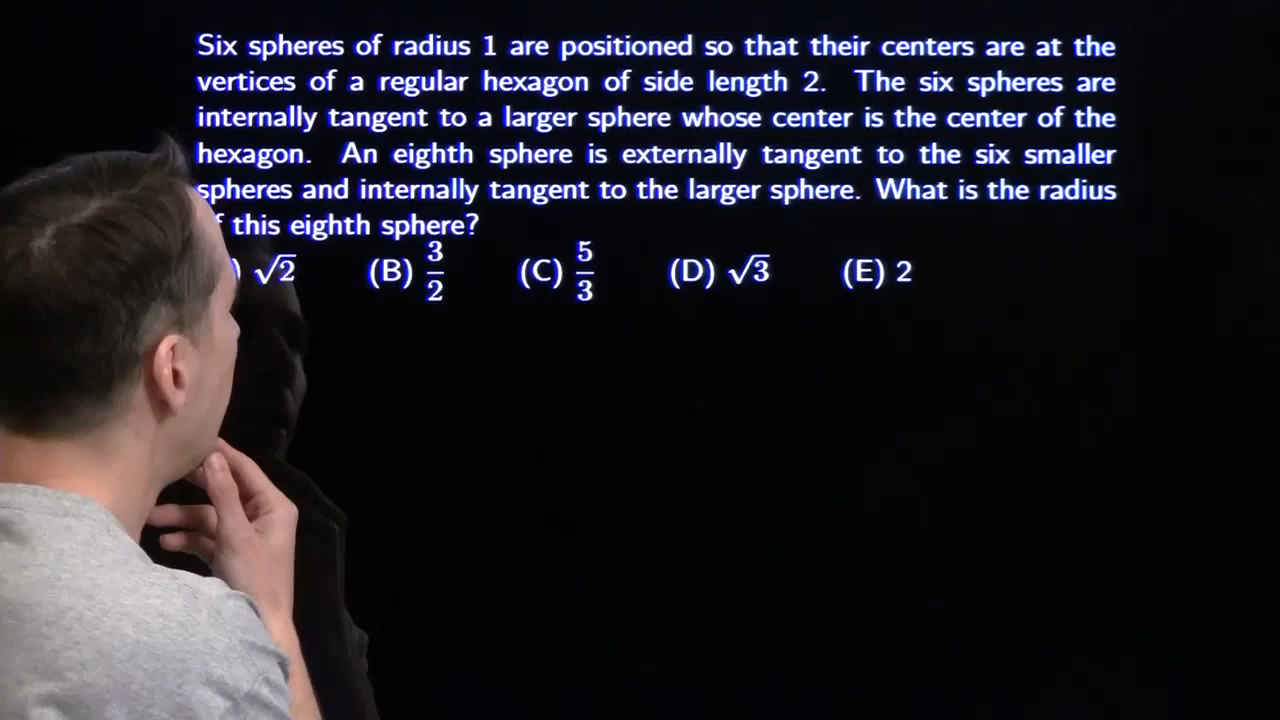 Six spheres of radius 1 are positioned so that their centers are at the
vertices of a regular hexagon of side length 2. The six spheres are
internally tangent to a larger sphere whose center is the center of the
hexagon. An eighth sphere is externally tangent to the six smaller
spheres and internally tangent to the larger sphere. What is the radius
this eighth sphere?
) √2 (B) 3/2 (C) 5/3 (D) √3 (E) 2